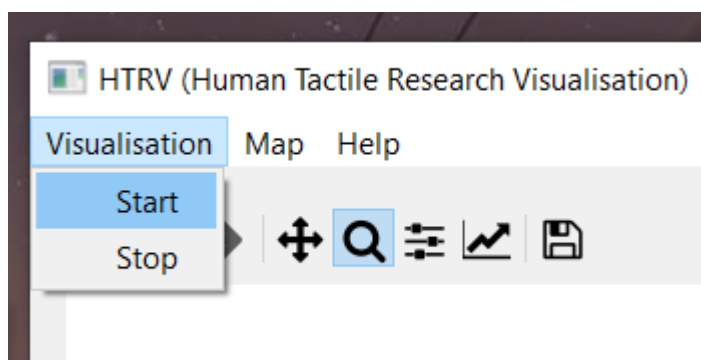 HTRV (Human Tactile Research Visualisation)
Visualisation Map Help
Start
Stop